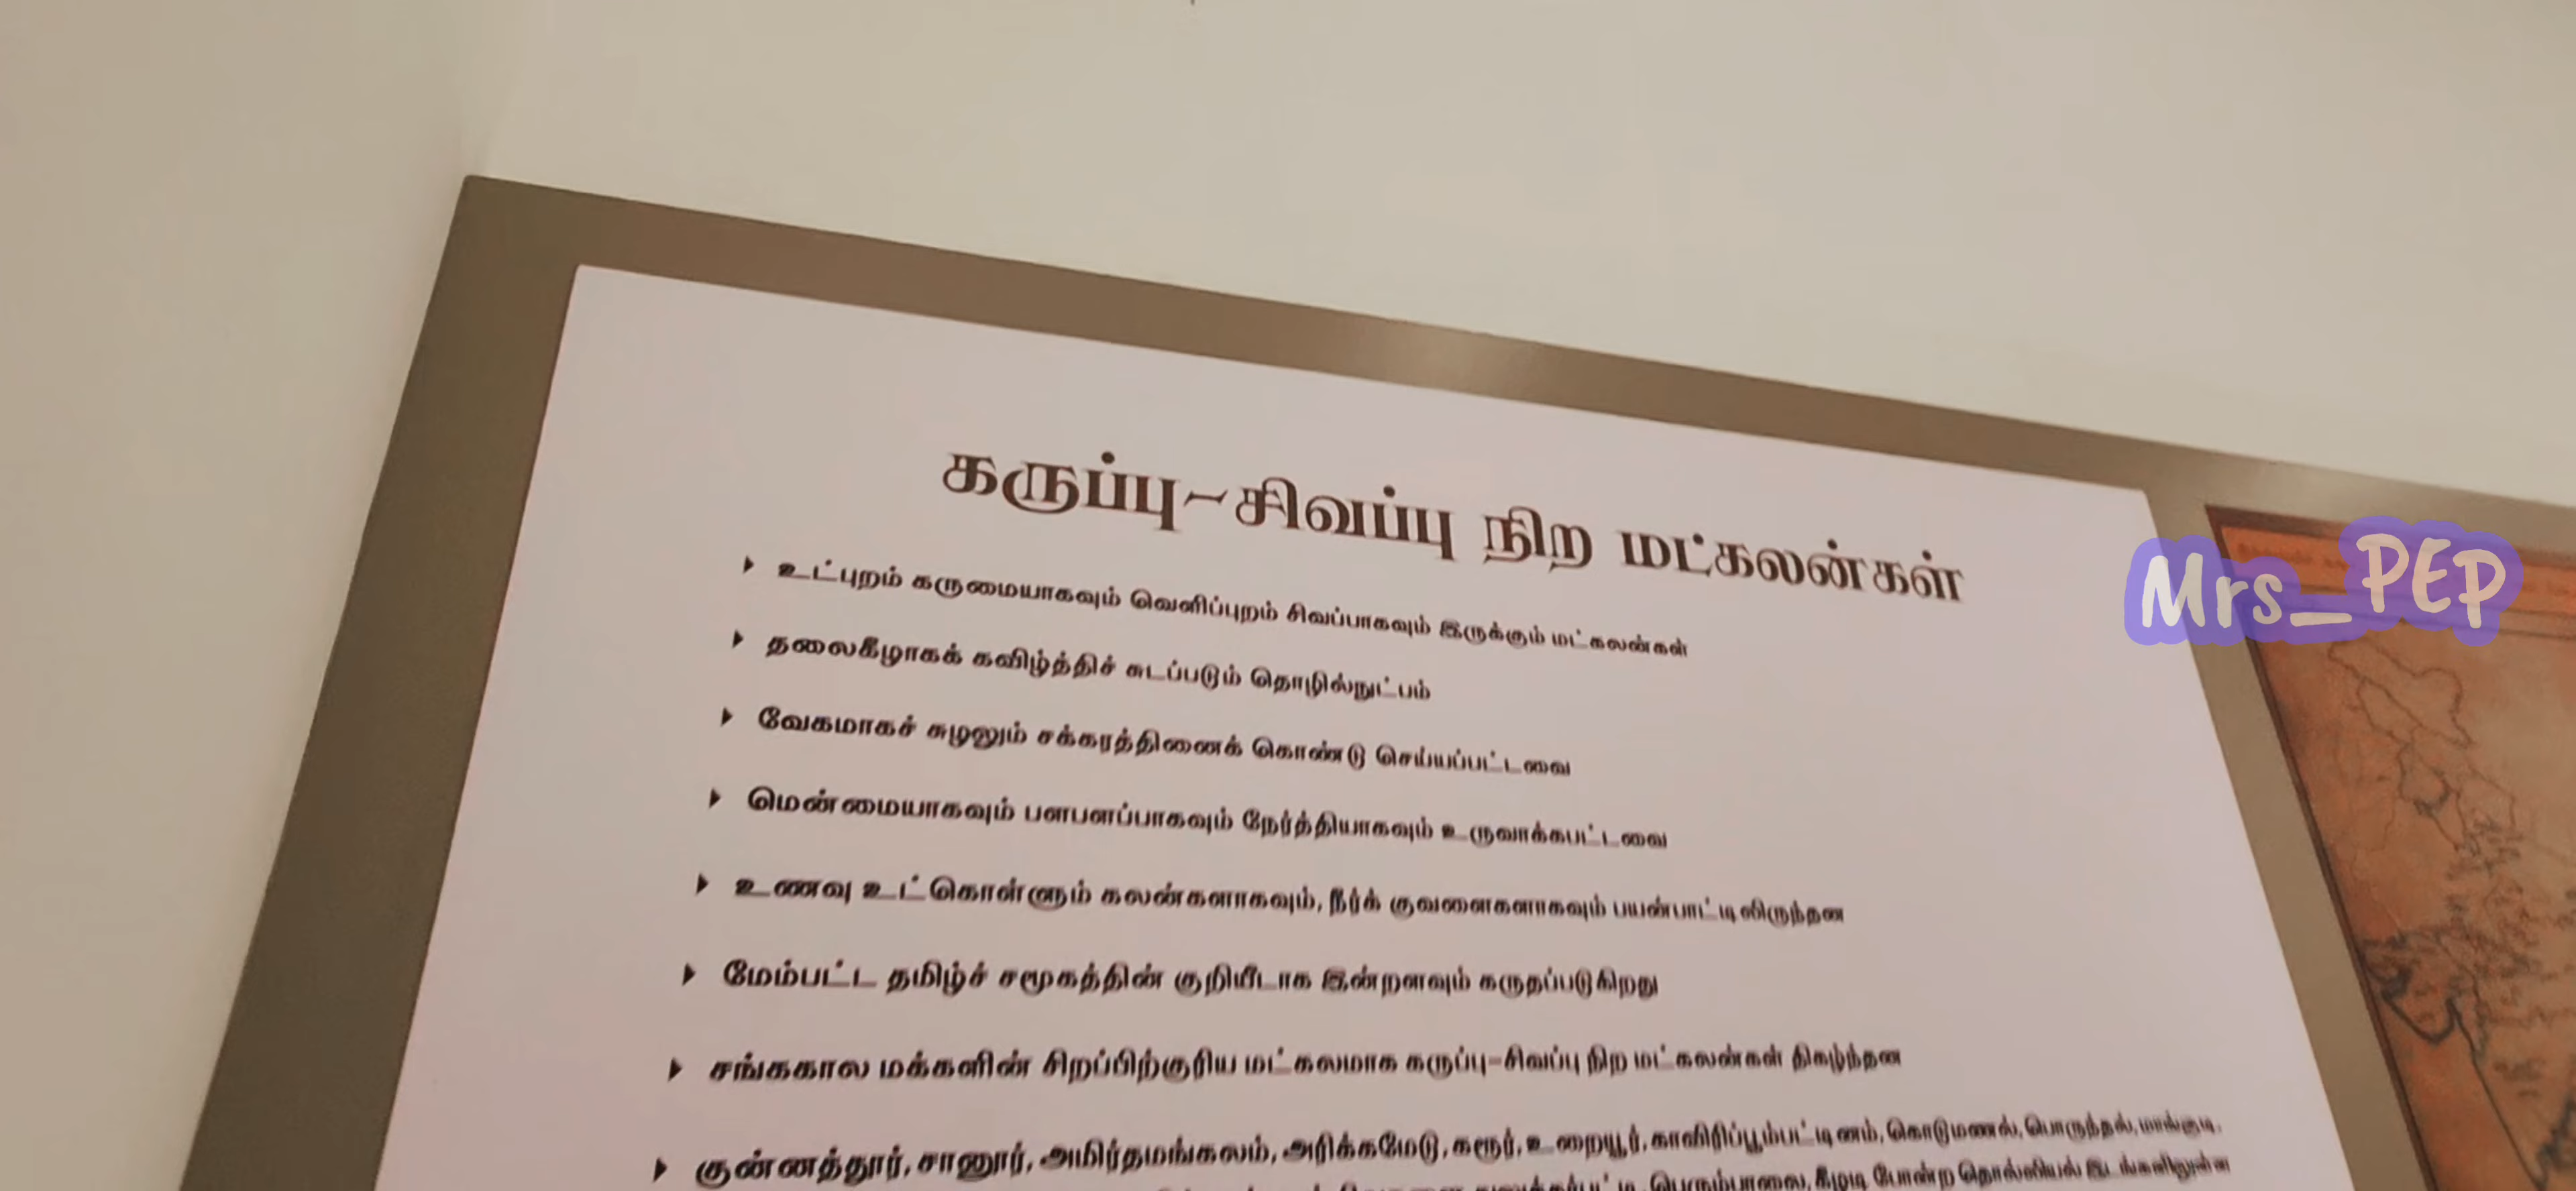 கருப்பு-சிவப்பு நிற மட்கலன்கள்
உட்புறம் கருமையாகவும் வெளிப்புறம் சிவப்பாகவும் இருக்கும் மட்கலன்கள்
தலைகீழாகக் கவிழ்த்திச் சுடப்படும் தொழில்நுட்பம்
வேகமாகச் சுழலும் சக்கரத்தினைக் கொண்டு செய்யப்பட்டவை
மென்மையாகவும் பளபளப்பாகவும் நேர்த்தியாகவும் உருவாக்கபட்டவை
உணவு உட்கொள்ளும் கலன்களாகவும், நீர்க் குவளைகளாகவும் பயன்பாட்டிலிருந்தன
மேம்பட்ட தமிழ்ச் சமூகத்தின் குறியீடாக இன்றளவும் கருதப்படுகிறது
சங்ககால மக்களின் சிறப்பிற்குரிய மட்கலமாக கருப்பு-சிவப்பு நிற மட்கலன்கள் திகழ்ந்தன
குன்னத்தூர், சானூர், அமிர்தமங்கலம், அரிக்கமேடு, கரூர், உறையூர், காவிரிப்பூம்பட்டினம், கொடுமணல், பொருந்தல், மாங்குடி,
பெரும்பாலை, கீழடி போன்ற தொல்லியல் இடங்களிலுள்ள
Mrs_PEP